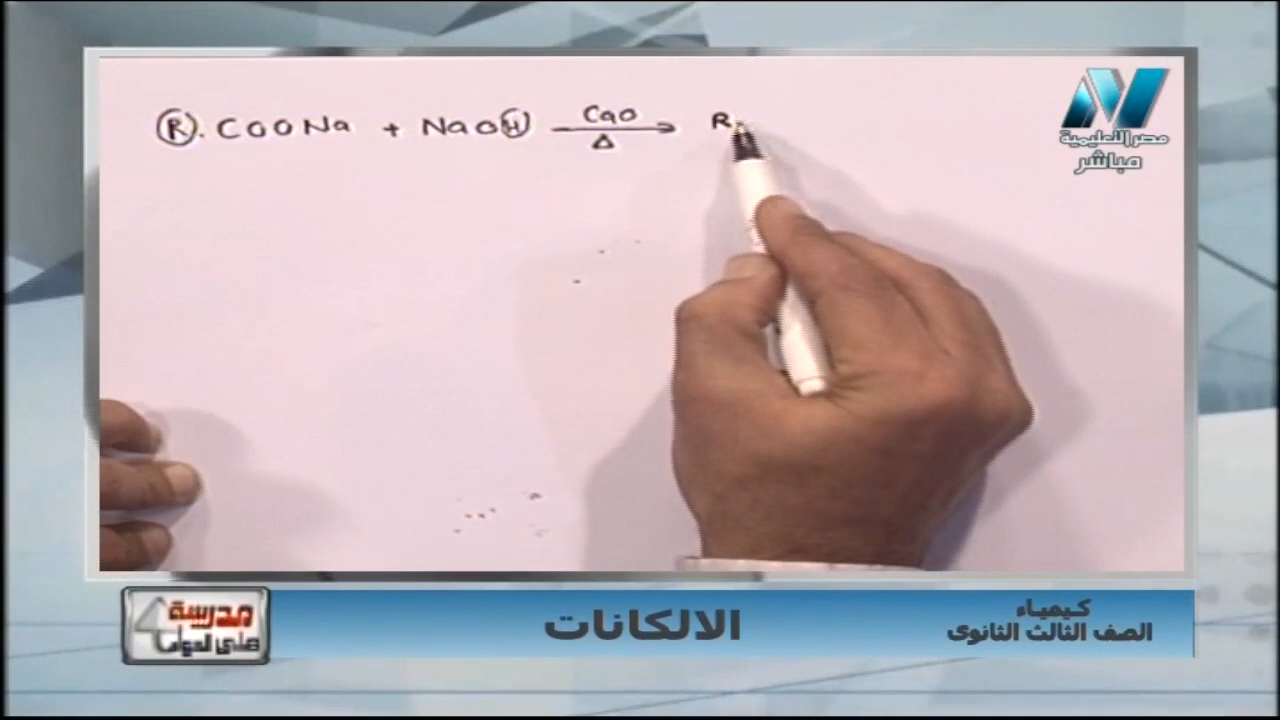 R. COONa + NaOH CaO Δ R
مصر التعليمية
مباشر
كيمياء
الصف الثالث الثانوى
الالكانات
مدرسة
على الهواء